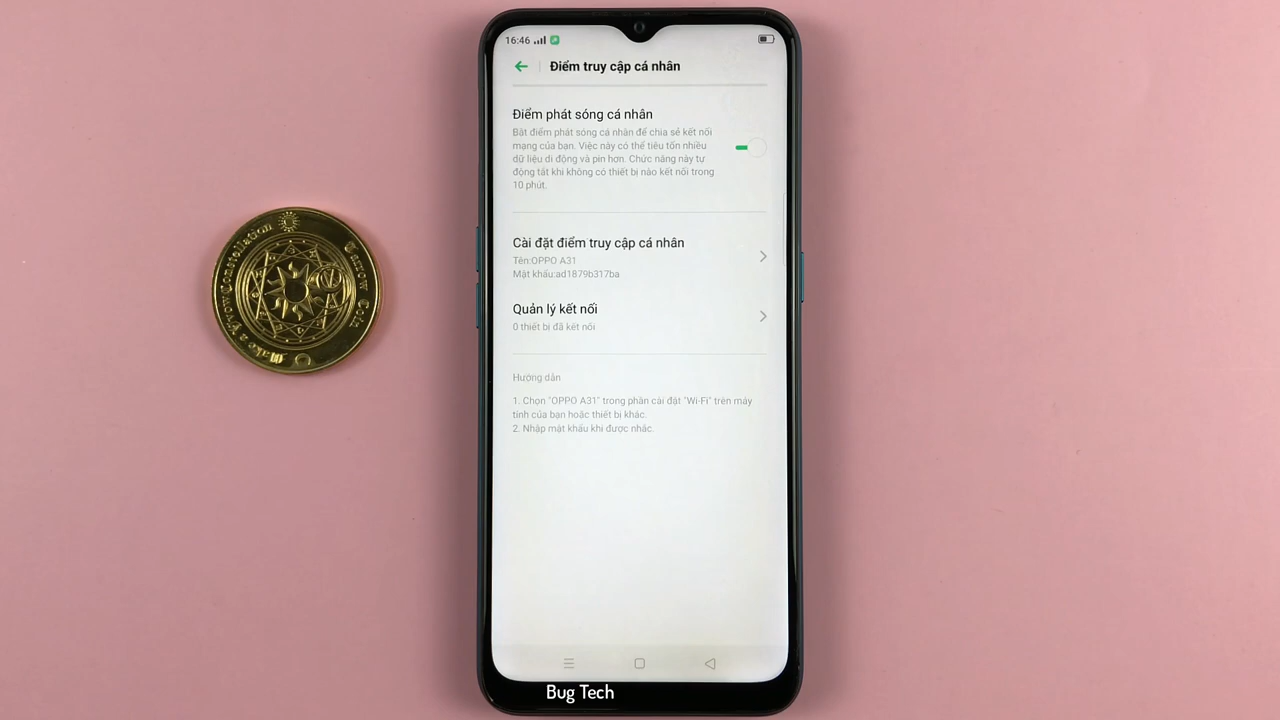 16:46
Điểm truy cập cá nhân
Điểm phát sóng cá nhân
Bật điểm phát sóng cá nhân để chia sẻ kết nối
mạng của bạn. Việc này có thể tiêu tốn nhiều
dữ liệu di động và pin hơn. Chức năng này tự
động tắt khi không có thiết bị nào kết nối trong
10 phút.
Cài đặt điểm truy cập cá nhân
Tên:OPPO A31
Mật khẩu:ad1879b317ba
Quản lý kết nối
0 thiết bị đã kết nối
Hướng dẫn
1. Chọn "OPPO A31" trong phần cài đặt "Wi-Fi" trên máy
tính của bạn hoặc thiết bị khác.
2. Nhập mật khẩu khi được nhắc.
Constellation
Tarrow Coin
Make a Vvow
Bug Tech